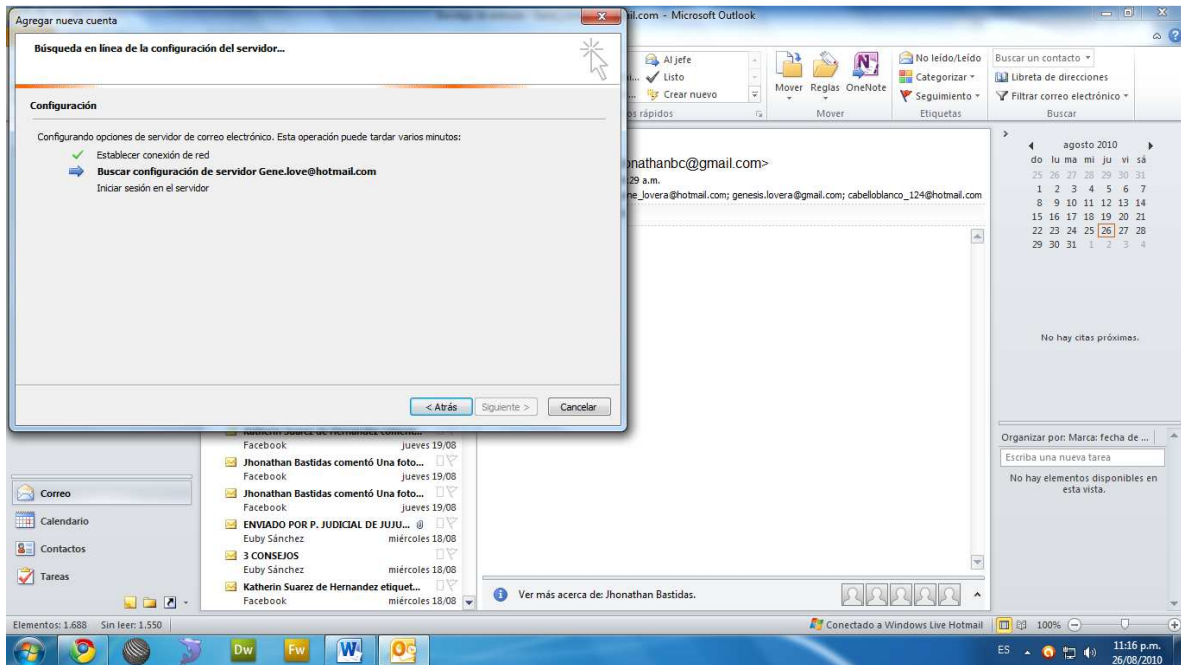 Agregar nueva cuenta
il.com - Microsoft Outlook
Búsqueda en línea de la configuración del servidor...
Configuración
Configurando opciones de servidor de correo electrónico. Esta operación puede tardar varios minutos:
Establecer conexión de red
Buscar configuración de servidor Gene.love@hotmail.com
Iniciar sesión en el servidor
< Atrás
Siguiente >
Cancelar
Al jefe
Listo
Crear nuevo
os rápidos
Mover
Reglas
OneNote
Mover
No leído/Leído
Categorizar
Seguimiento
Etiquetas
Buscar un contacto
Libreta de direcciones
Filtrar correo electrónico
Buscar
nathanbc@gmail.com>
:29 a.m.
ne_lovera@hotmail.com; genesis.lovera@gmail.com; cabelloblanco_124@hotmail.com
agosto 2010
do lu ma mi ju vi sá
25 26 27 28 29 30 31
1 2 3 4 5 6 7
8 9 10 11 12 13 14
15 16 17 18 19 20 21
22 23 24 25 26 27 28
29 30 31 1 2 3 4
No hay citas próximas.
Organizar por: Marca: fecha de ...
Escriba una nueva tarea
No hay elementos disponibles en
esta vista.
Katherin Suarez de Hernandez coment...
Facebook jueves 19/08
Jhonathan Bastidas comentó Una foto...
Facebook jueves 19/08
Jhonathan Bastidas comentó Una foto...
Facebook jueves 19/08
ENVIADO POR P. JUDICIAL DE JUJU...
Euby Sánchez miércoles 18/08
3 CONSEJOS
Euby Sánchez miércoles 18/08
Katherin Suarez de Hernandez etiquet...
Facebook miércoles 18/08
Correo
Calendario
Contactos
Tareas
Ver más acerca de: Jhonathan Bastidas.
Elementos: 1.688 Sin leer: 1.550
Conectado a Windows Live Hotmail
100%
Dw
Fw
ES
11:16 p.m.
26/08/2010